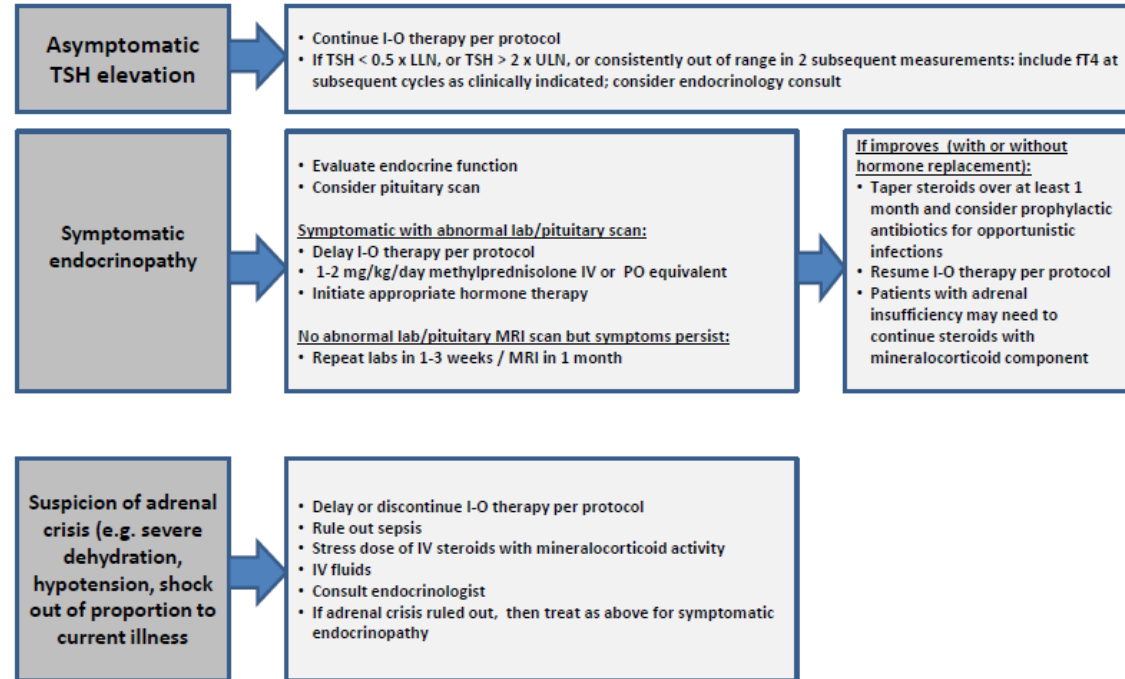 Asymptomatic
TSH elevation
• Continue I-O therapy per protocol
• If TSH < 0.5 x LLN, or TSH > 2 x ULN, or consistently out of range in 2 subsequent measurements: include fT4 at
subsequent cycles as clinically indicated; consider endocrinology consult
Symptomatic
endocrinopathy
• Evaluate endocrine function
• Consider pituitary scan
Symptomatic with abnormal lab/pituitary scan:
• Delay I-O therapy per protocol
• 1-2 mg/kg/day methylprednisolone IV or PO equivalent
• Initiate appropriate hormone therapy
No abnormal lab/pituitary MRI scan but symptoms persist:
• Repeat labs in 1-3 weeks / MRI in 1 month
If improves (with or without
hormone replacement):
• Taper steroids over at least 1
month and consider prophylactic
antibiotics for opportunistic
infections
• Resume I-O therapy per protocol
• Patients with adrenal
insufficiency may need to
continue steroids with
mineralocorticoid component
Suspicion of adrenal
crisis (e.g. severe
dehydration,
hypotension, shock
out of proportion to
current illness
• Delay or discontinue I-O therapy per protocol
• Rule out sepsis
• Stress dose of IV steroids with mineralocorticoid activity
• IV fluids
• Consult endocrinologist
• If adrenal crisis ruled out, then treat as above for symptomatic
endocrinopathy